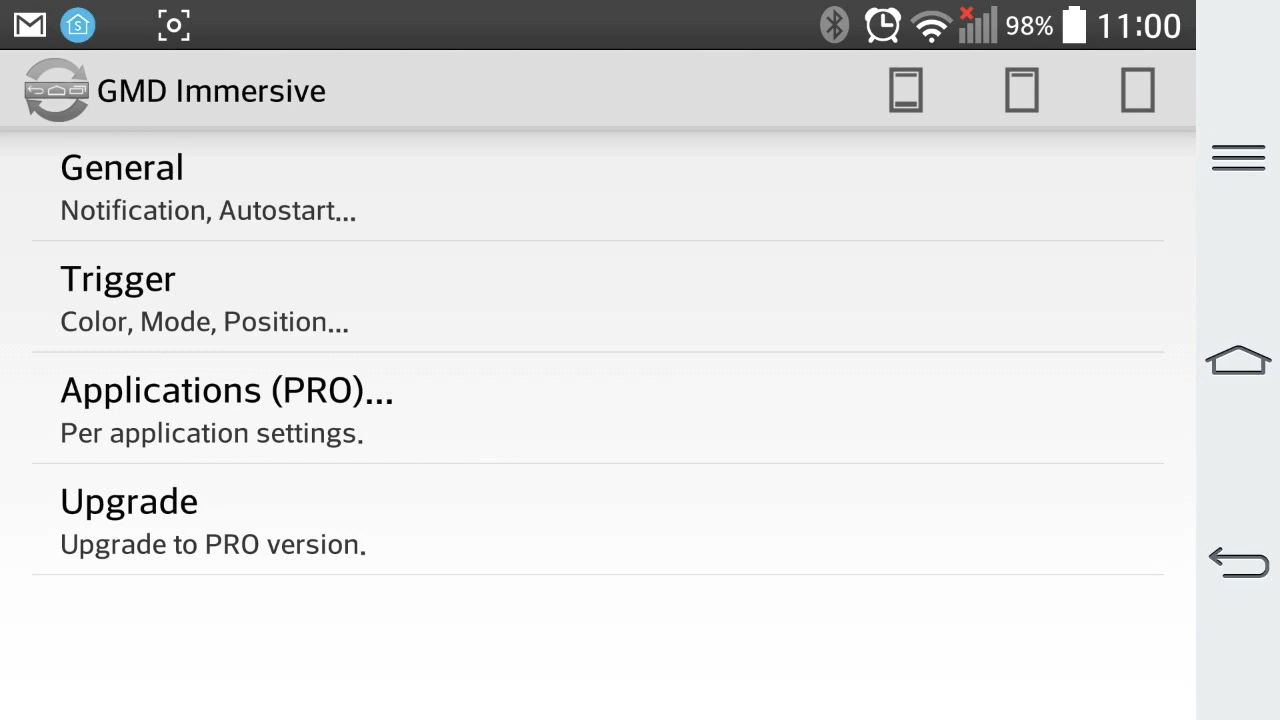 98% 11:00
GMD Immersive
General
Notification, Autostart...
Trigger
Color, Mode, Position...
Applications (PRO)...
Per application settings.
Upgrade
Upgrade to PRO version.